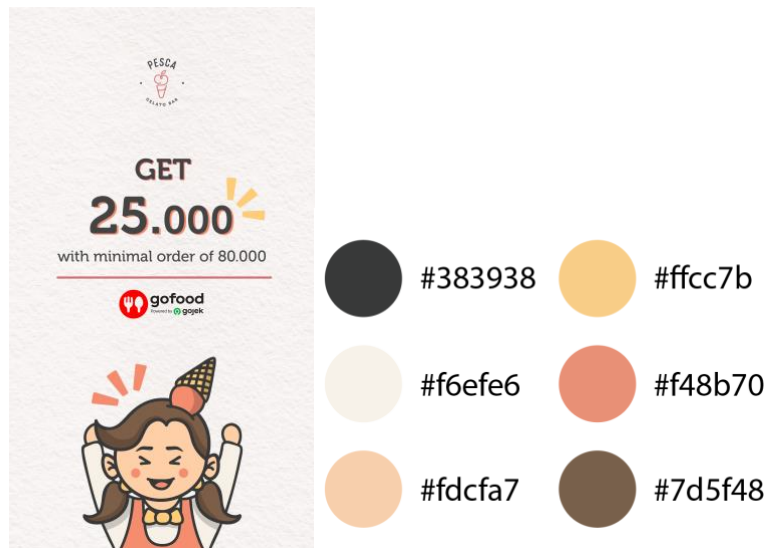 PESCA
GELATO BAR
GET
25.000
with minimal order of 80.000
gofood
Powered by gojek
#383938
#ffcc7b
#f6efe6
#f48b70
#fdcfa7
#7d5f48